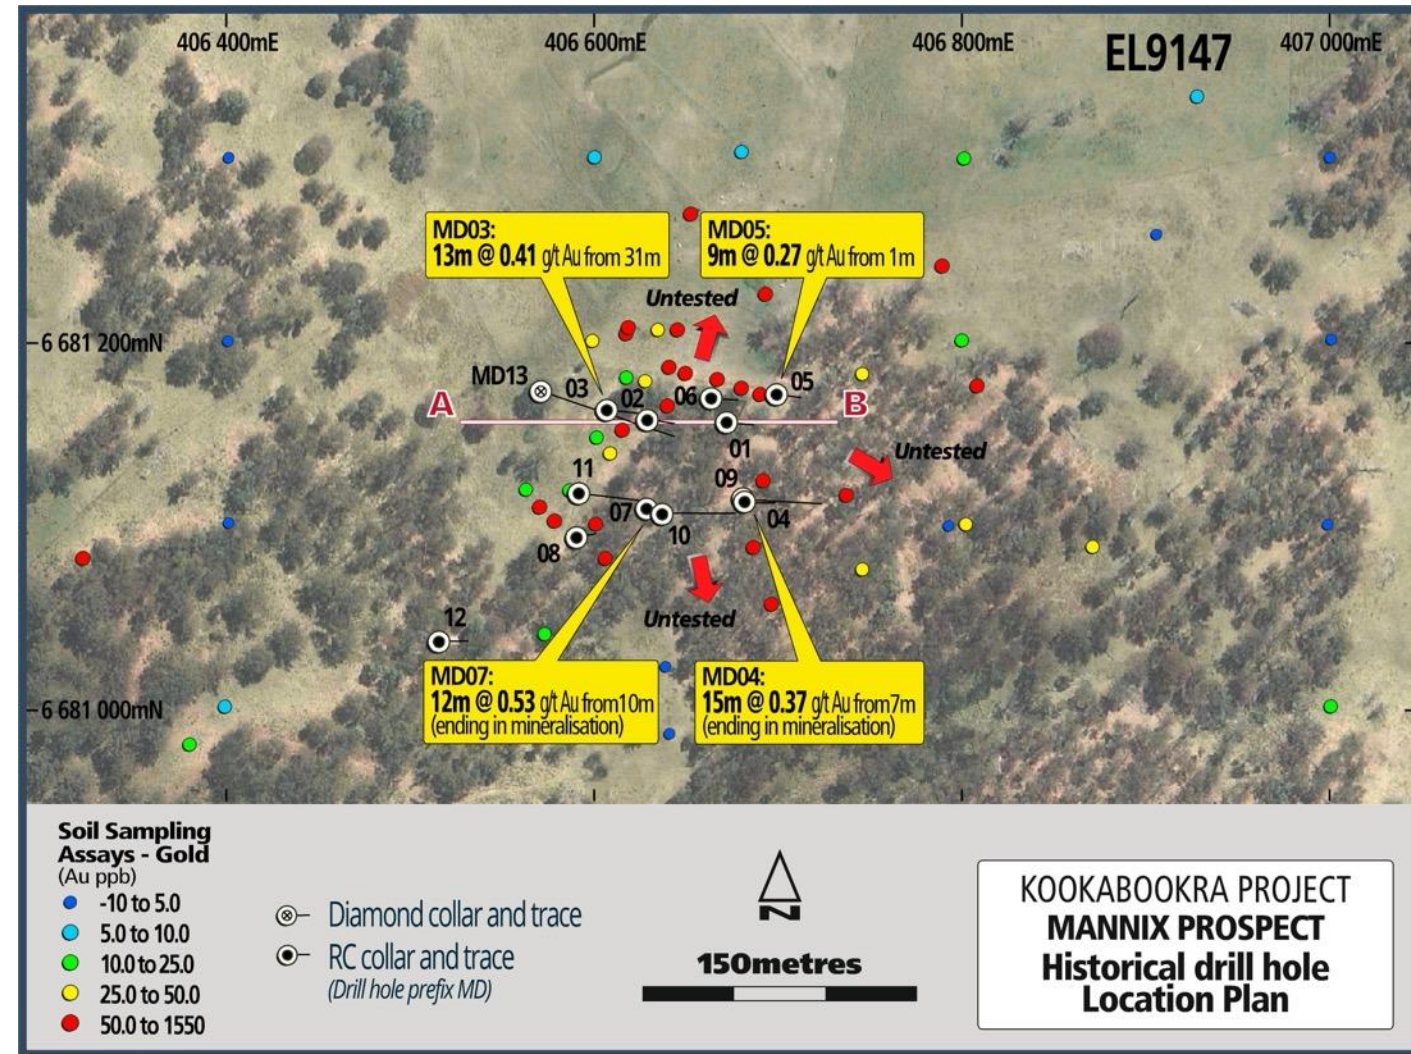 406 400mE
406 600mE
406 800mE
EL9147
407 000mE
MD03:
13m @ 0.41 g/t Au from 31m
MD05:
9m @ 0.27 g/t Au from 1m
Untested
6 681 200mN
MD13
03
02
06
05
A
B
01
Untested
11
09
07
10
04
08
Untested
12
MD07:
12m @ 0.53 g/t Au from10m
(ending in mineralisation)
MD04:
15m @ 0.37 g/t Au from7m
(ending in mineralisation)
6 681 000mN
Soil Sampling
Assays - Gold
(Au ppb)
-10 to 5.0
5.0 to 10.0
10.0 to 25.0
25.0 to 50.0
50.0 to 1550
Diamond collar and trace
RC collar and trace
(Drill hole prefix MD)
N
150metres
KOOKABOOKRA PROJECT
MANNIX PROSPECT
Historical drill hole
Location Plan